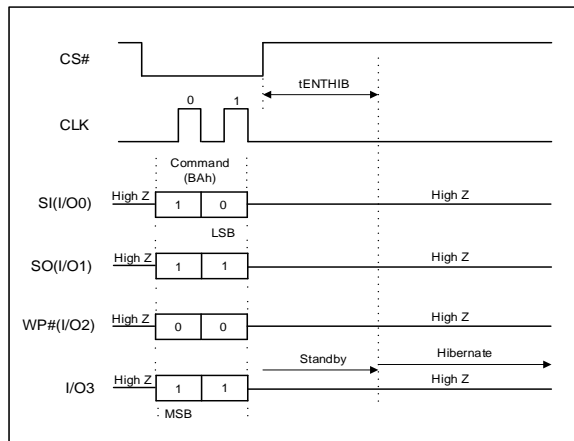 CS#
tENTHIB
0 1
CLK
Command
(BAh)
High Z
High Z
SI(I/O0)
1 0
LSB
High Z
High Z
SO(I/O1)
1 1
High Z
High Z
WP#(I/O2)
0 0
Standby
Hibernate
High Z
High Z
I/O3
1 1
MSB